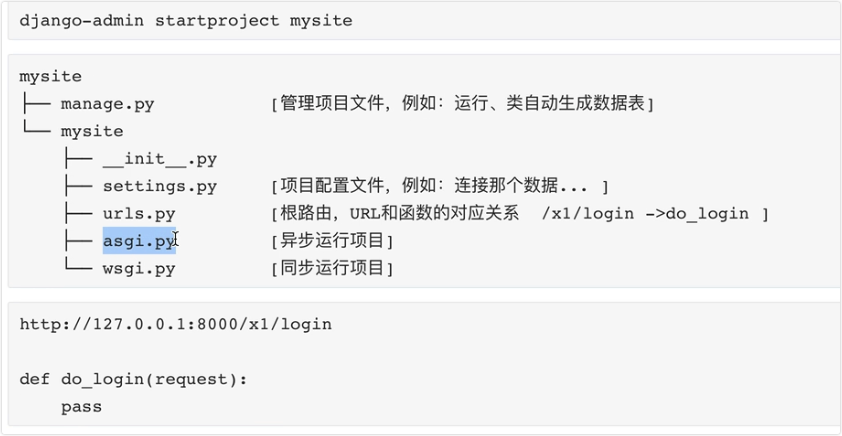 django-admin startproject mysite
mysite
├── manage.py [管理项目文件，例如：运行、类自动生成数据表]
└── mysite
├── __init__.py
├── settings.py [项目配置文件，例如：连接那个数据... ]
├── urls.py [根路由，URL和函数的对应关系 /x1/login ->do_login ]
├── asgi.py [异步运行项目]
└── wsgi.py [同步运行项目]
http://127.0.0.1:8000/x1/login
def do_login(request):
pass